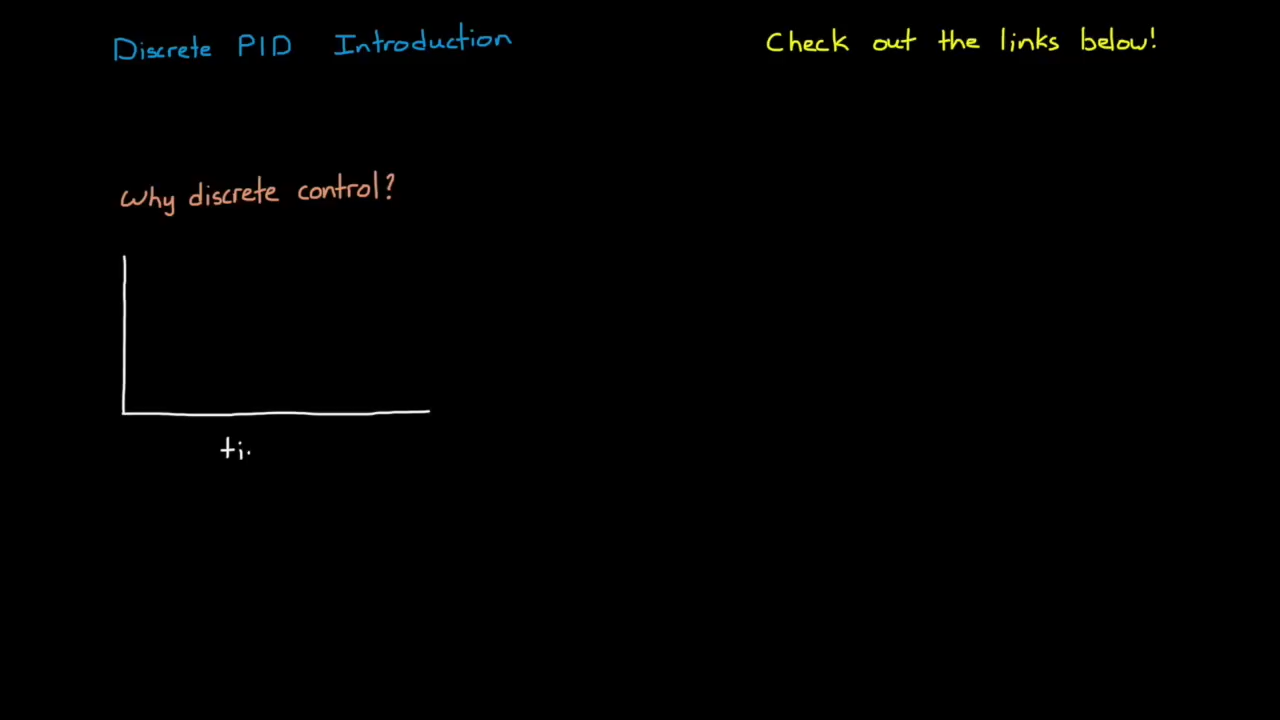 Discrete PID Introduction
Check out the links below!
Why discrete control?
ti